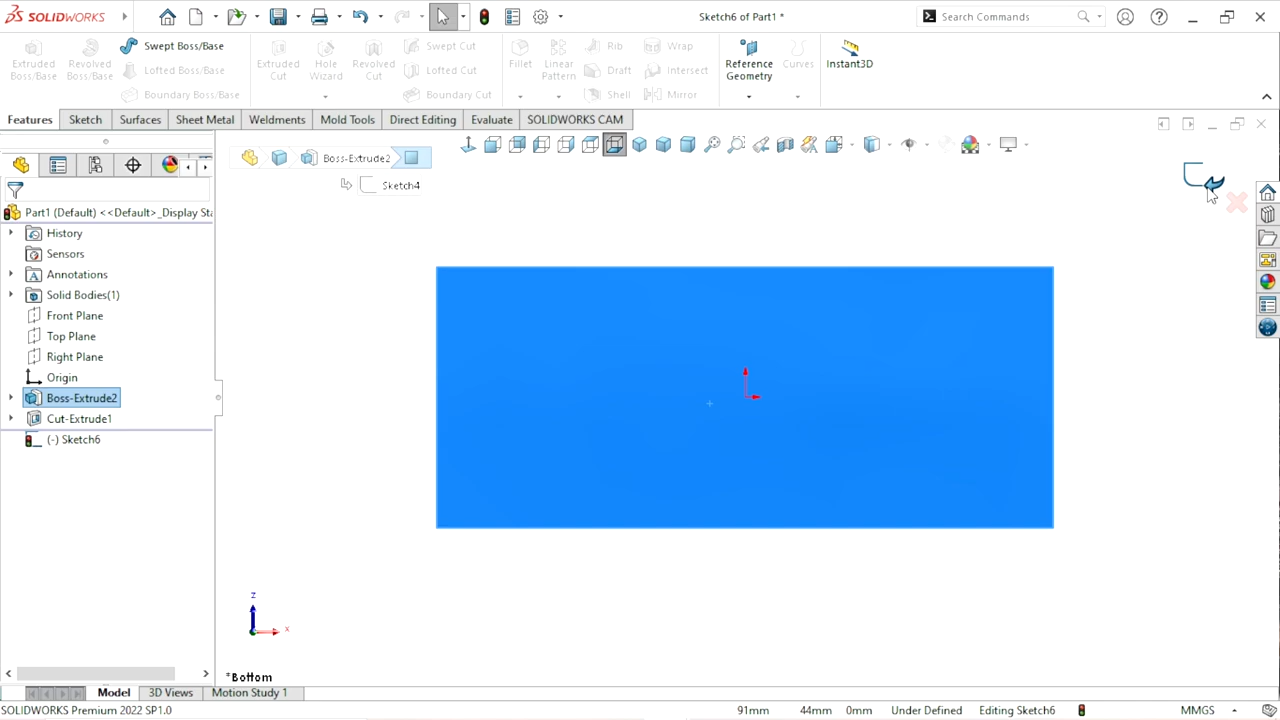 SOLIDWORKS
Sketch6 of Part1 *
Search Commands
Extruded Boss/Base
Revolved Boss/Base
Swept Boss/Base
Lofted Boss/Base
Boundary Boss/Base
Extruded Cut
Hole Wizard
Revolved Cut
Swept Cut
Lofted Cut
Boundary Cut
Fillet
Linear Pattern
Rib
Draft
Shell
Wrap
Intersect
Mirror
Reference Geometry
Curves
Instant3D
Features
Sketch
Surfaces
Sheet Metal
Weldments
Mold Tools
Direct Editing
Evaluate
SOLIDWORKS CAM
Boss-Extrude2
Sketch4
Part1 (Default) <<Default>_Display Sta
History
Sensors
Annotations
Solid Bodies(1)
Front Plane
Top Plane
Right Plane
Origin
Boss-Extrude2
Cut-Extrude1
(-) Sketch6
z
x
*Bottom
Model
3D Views
Motion Study 1
SOLIDWORKS Premium 2022 SP1.0
91mm
44mm
0mm
Under Defined
Editing Sketch6
MMGS